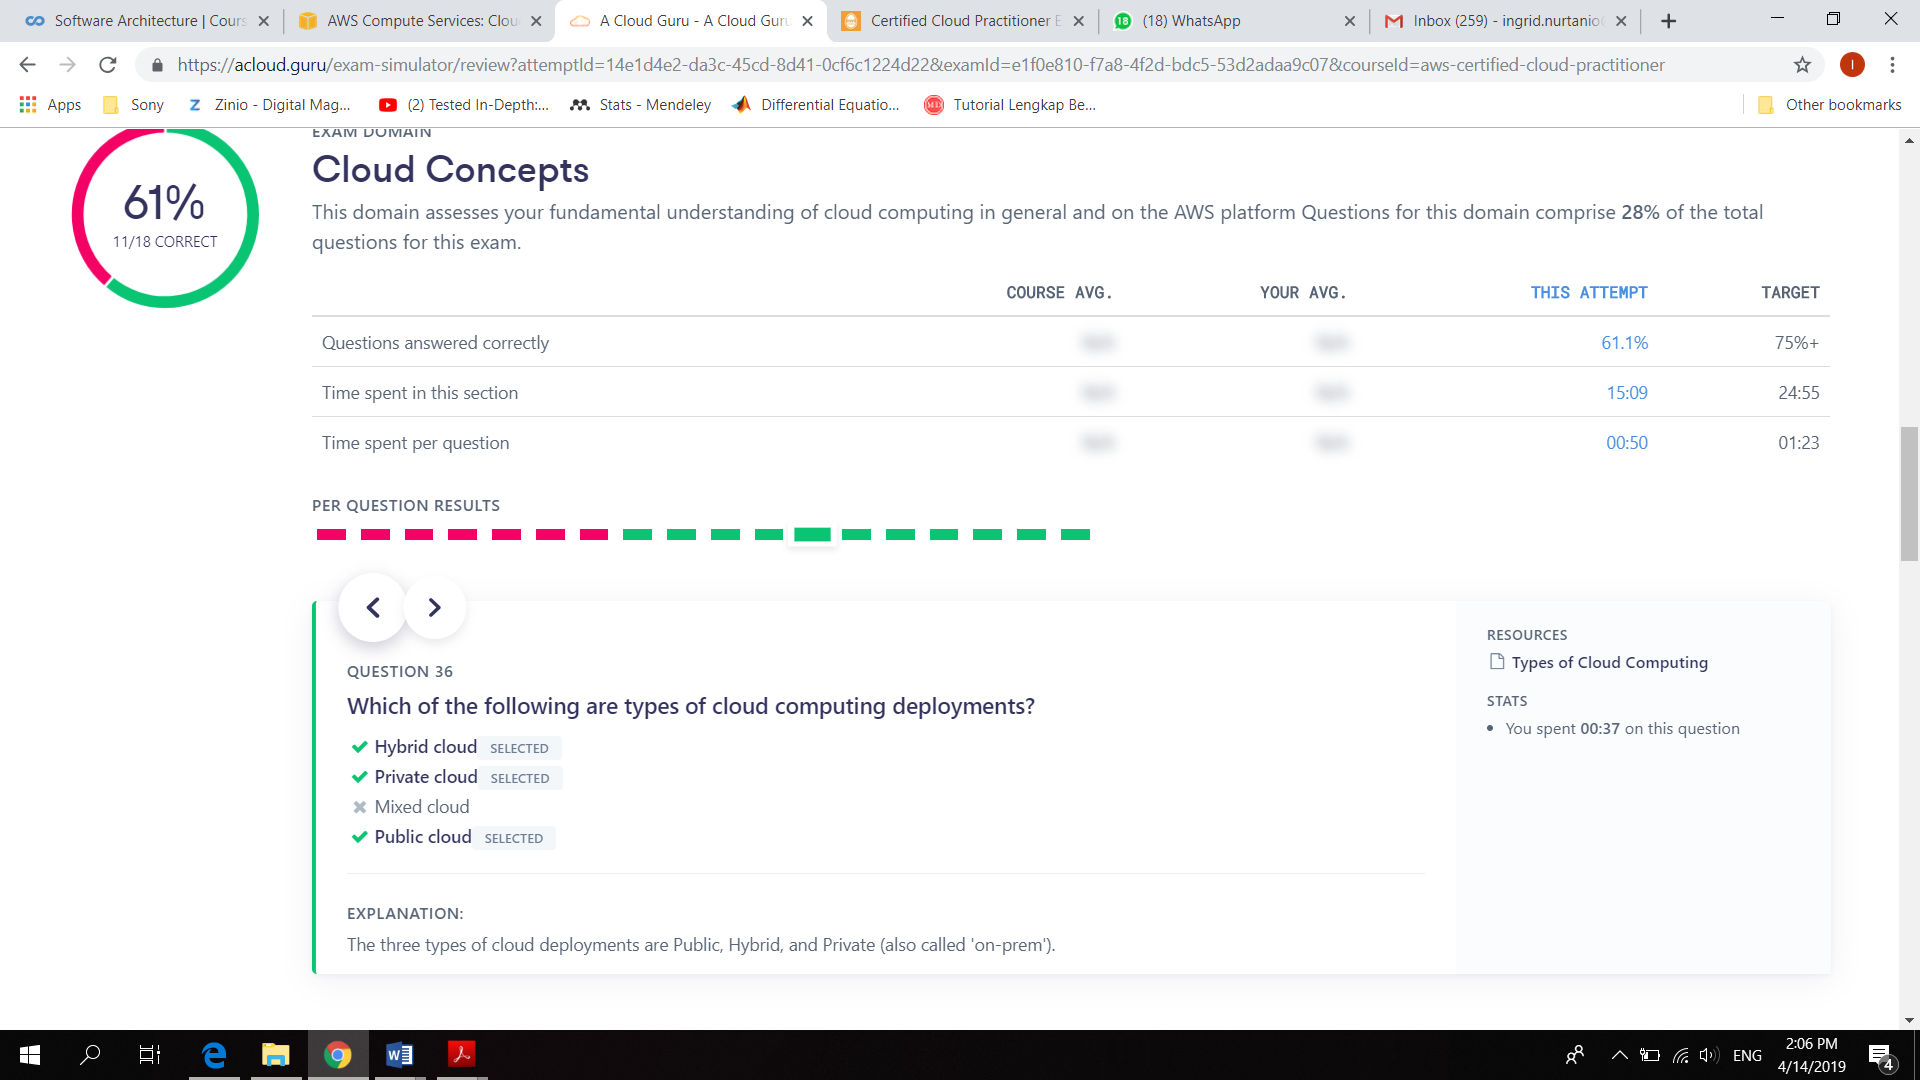 Software Architecture | Cours
AWS Compute Services: Clou
A Cloud Guru - A Cloud Guru
Certified Cloud Practitioner E
18 (18) WhatsApp
Inbox (259) - ingrid.nurtanio
https://acloud.guru/exam-simulator/review?attemptId=14e1d4e2-da3c-45cd-8d41-0cf6c1224d22&examId=e1f0e810-f7a8-4f2d-bdc5-53d2adaa9c07&courseId=aws-certified-cloud-practitioner
I
Apps Sony Z Zinio - Digital Mag... (2) Tested In-Depth:... Stats - Mendeley Differential Equatio... Tutorial Lengkap Be... Other bookmarks
EXAM DOMAIN
Cloud Concepts
61%
11/18 CORRECT
This domain assesses your fundamental understanding of cloud computing in general and on the AWS platform Questions for this domain comprise 28% of the total
questions for this exam.
COURSE AVG. YOUR AVG. THIS ATTEMPT TARGET
Questions answered correctly 61.1% 75%+
Time spent in this section 15:09 24:55
Time spent per question 00:50 01:23
PER QUESTION RESULTS
QUESTION 36
Which of the following are types of cloud computing deployments?
Hybrid cloud SELECTED
Private cloud SELECTED
Mixed cloud
Public cloud SELECTED
EXPLANATION:
The three types of cloud deployments are Public, Hybrid, and Private (also called 'on-prem').
RESOURCES
Types of Cloud Computing
STATS
• You spent 00:37 on this question
ENG
2:06 PM
4/14/2019
4